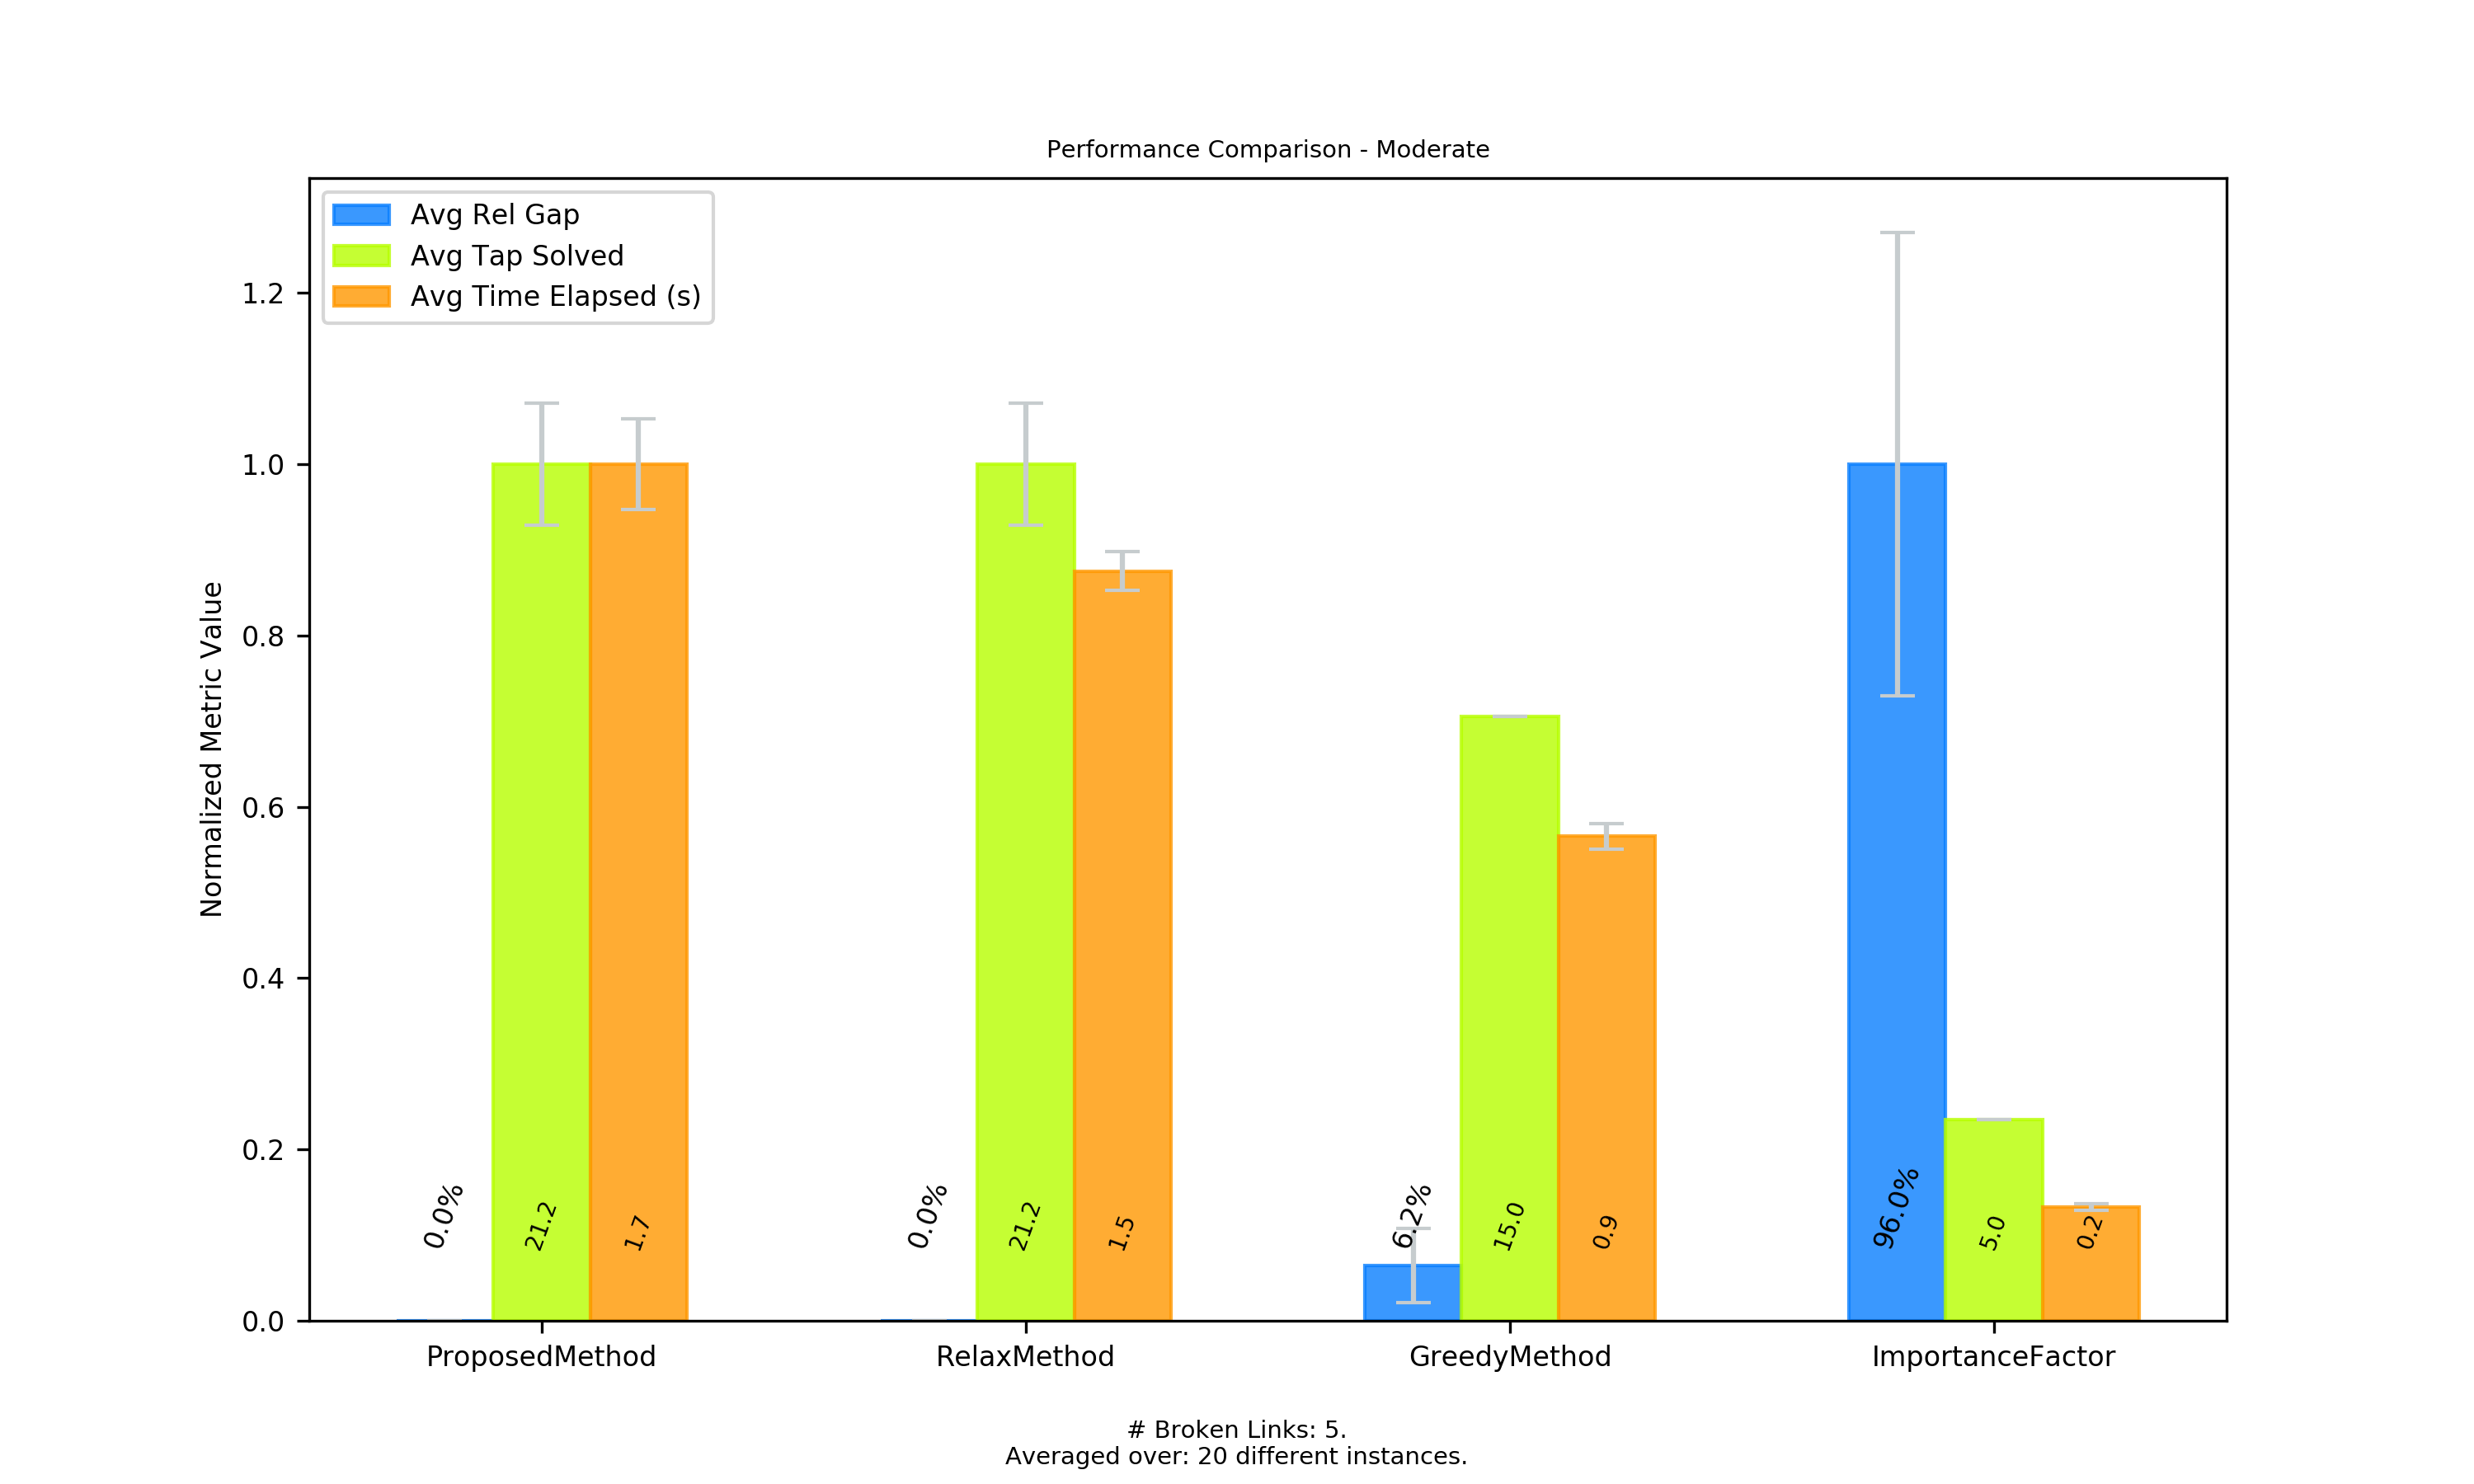 Performance Comparison - Moderate
Avg Rel Gap
Avg Tap Solved
Avg Time Elapsed (s)
Normalized Metric Value
1.2
1.0
0.8
0.6
0.4
0.2
0.0
0.0%
21.2
1.7
0.0%
21.2
1.5
6.2%
15.0
0.9
96.0%
5.0
0.2
ProposedMethod
RelaxMethod
GreedyMethod
ImportanceFactor
# Broken Links: 5.
Averaged over: 20 different instances.